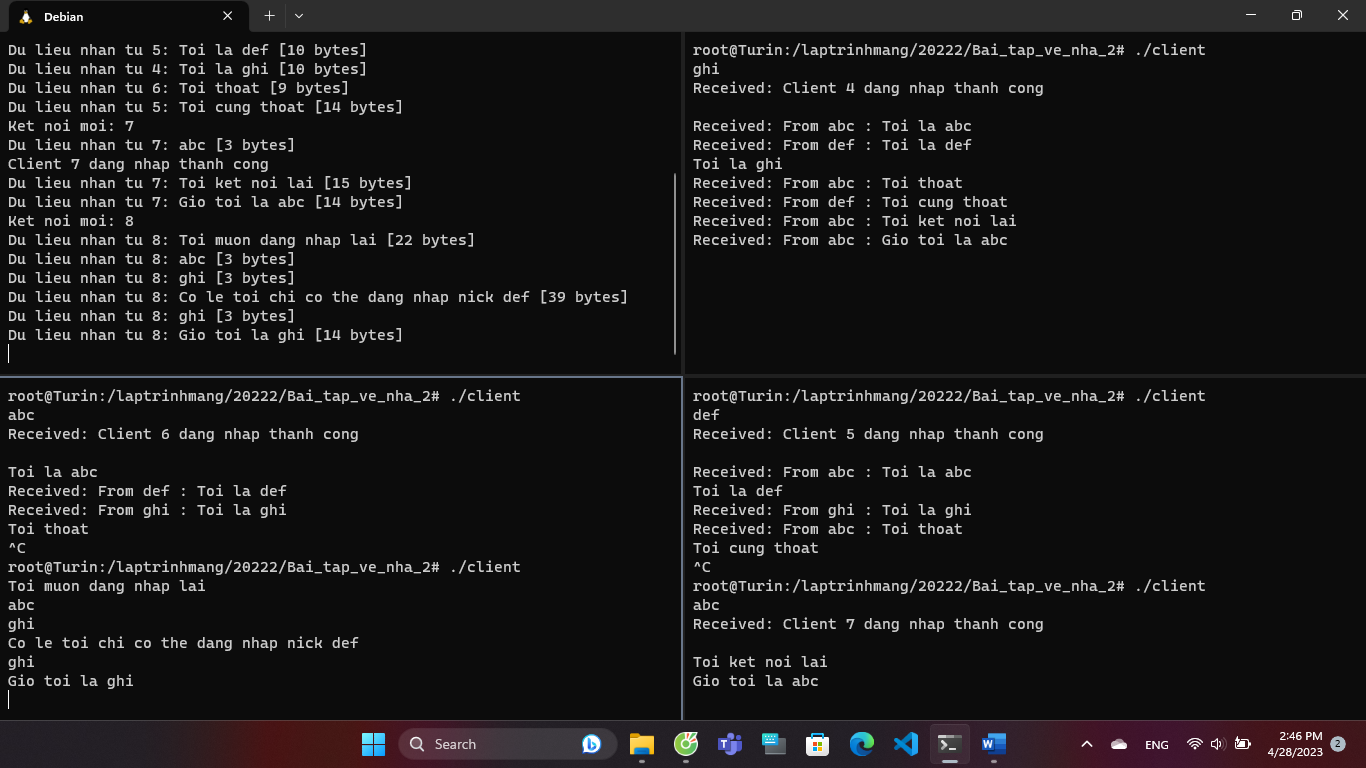 Debian
Du lieu nhan tu 5: Toi la def [10 bytes]
Du lieu nhan tu 4: Toi la ghi [10 bytes]
Du lieu nhan tu 6: Toi thoat [9 bytes]
Du lieu nhan tu 5: Toi cung thoat [14 bytes]
Ket noi moi: 7
Du lieu nhan tu 7: abc [3 bytes]
Client 7 dang nhap thanh cong
Du lieu nhan tu 7: Toi ket noi lai [15 bytes]
Du lieu nhan tu 7: Gio toi la abc [14 bytes]
Ket noi moi: 8
Du lieu nhan tu 8: Toi muon dang nhap lai [22 bytes]
Du lieu nhan tu 8: abc [3 bytes]
Du lieu nhan tu 8: ghi [3 bytes]
Du lieu nhan tu 8: Co le toi chi co the dang nhap nick def [39 bytes]
Du lieu nhan tu 8: ghi [3 bytes]
Du lieu nhan tu 8: Gio toi la ghi [14 bytes]
root@Turin:/laptrinhmang/20222/Bai_tap_ve_nha_2# ./client
ghi
Received: Client 4 dang nhap thanh cong
Received: From abc : Toi la abc
Received: From def : Toi la def
Toi la ghi
Received: From abc : Toi thoat
Received: From def : Toi cung thoat
Received: From abc : Toi ket noi lai
Received: From abc : Gio toi la abc
root@Turin:/laptrinhmang/20222/Bai_tap_ve_nha_2# ./client
abc
Received: Client 6 dang nhap thanh cong
Toi la abc
Received: From def : Toi la def
Received: From ghi : Toi la ghi
Toi thoat
^C
root@Turin:/laptrinhmang/20222/Bai_tap_ve_nha_2# ./client
Toi muon dang nhap lai
abc
ghi
Co le toi chi co the dang nhap nick def
ghi
Gio toi la ghi
root@Turin:/laptrinhmang/20222/Bai_tap_ve_nha_2# ./client
def
Received: Client 5 dang nhap thanh cong
Received: From abc : Toi la abc
Toi la def
Received: From ghi : Toi la ghi
Received: From abc : Toi thoat
Toi cung thoat
^C
root@Turin:/laptrinhmang/20222/Bai_tap_ve_nha_2# ./client
abc
Received: Client 7 dang nhap thanh cong
Toi ket noi lai
Gio toi la abc
Search
ENG
2:46 PM
4/28/2023
2